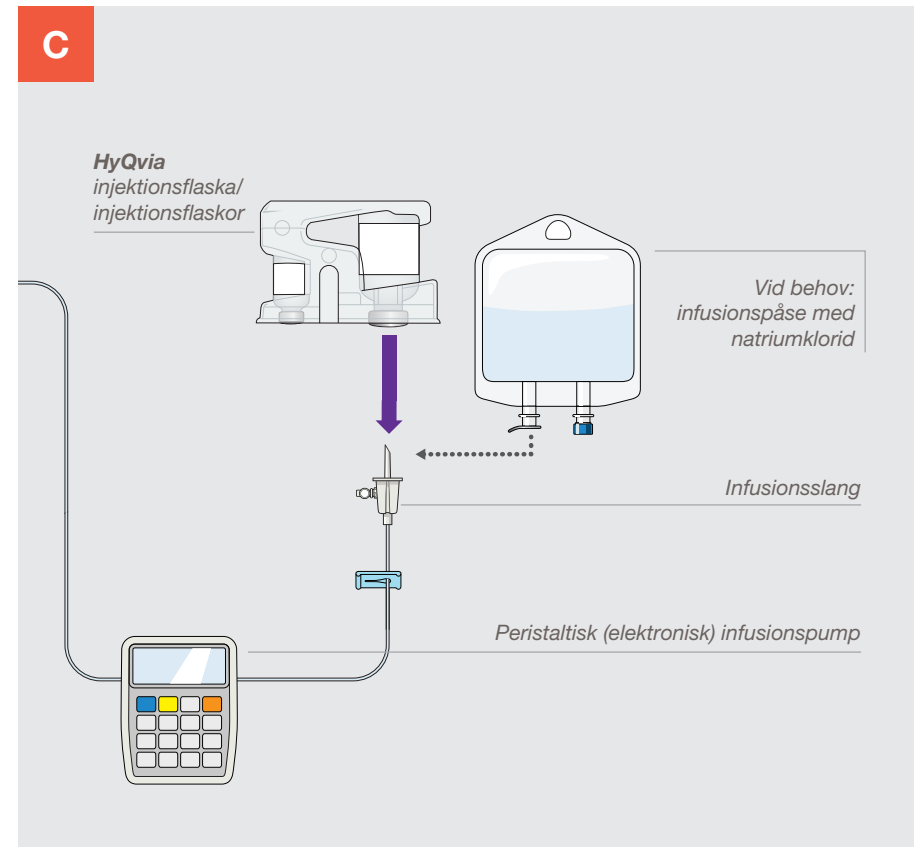 C
HyQvia
injektionsflaska/
injektionsflaskor
Vid behov:
infusionspåse med
natriumklorid
Infusionsslang
Peristaltisk (elektronisk) infusionspump